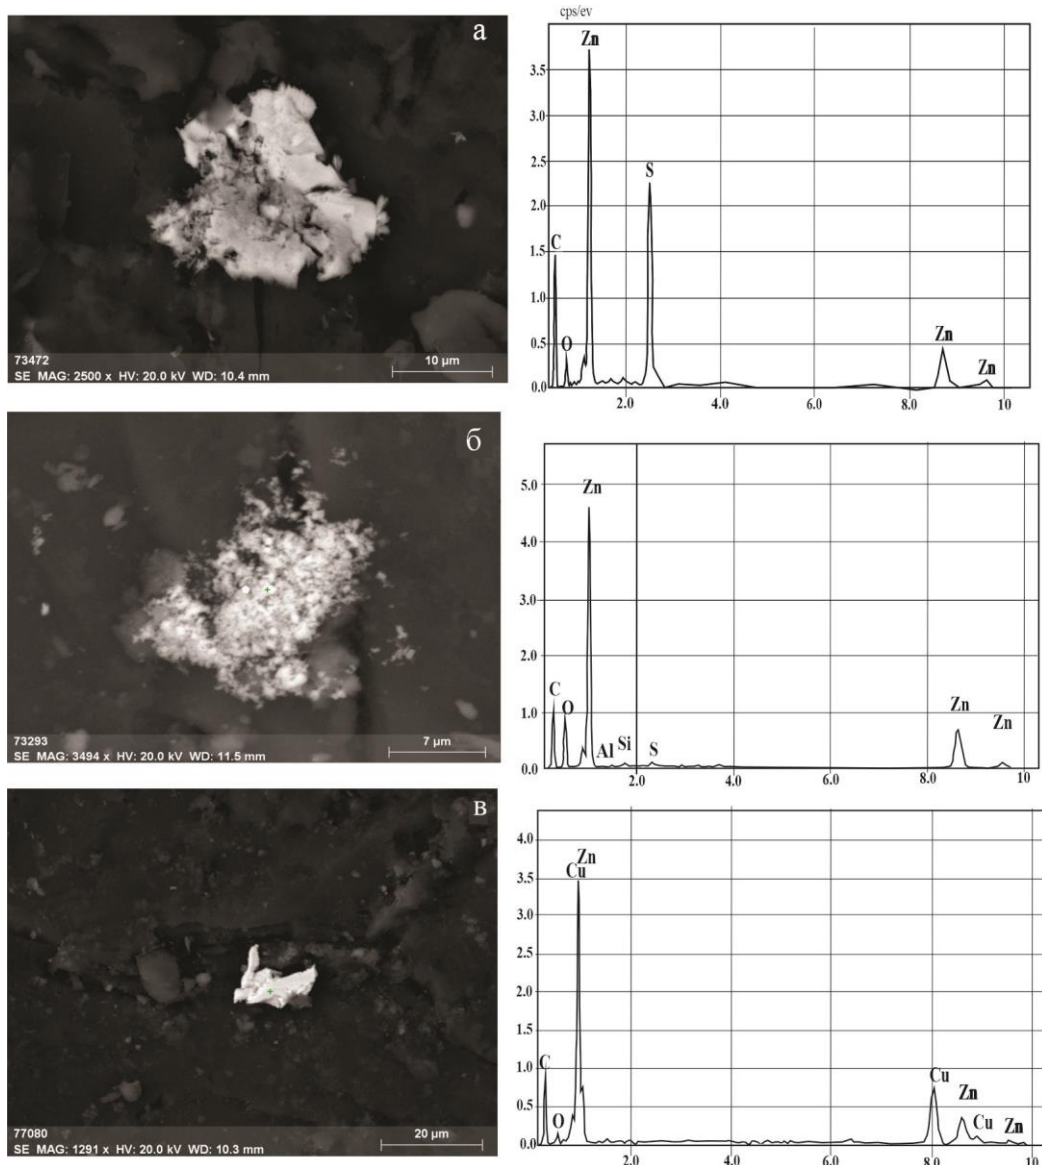 а
73472
SE MAG: 2500 x HV: 20.0 kV WD: 10.4 mm
10 µm
cps/ev
Zn
3.5
3.0
2.5
S
2.0
C
1.5
1.0
O
0.5
Zn
Zn
0.0
2.0 4.0 6.0 8.0 10
б
73293
SE MAG: 3494 x HV: 20.0 kV WD: 11.5 mm
7 µm
5.0
Zn
4.0
3.0
2.0
C
O
1.0
Zn
Zn
Al Si S
0.0
2.0 4.0 6.0 8.0 10
в
77080
SE MAG: 1291 x HV: 20.0 kV WD: 10.3 mm
20 µm
4.0
Zn
Cu
3.5
3.0
2.5
2.0
1.5
C
1.0
Cu
Zn
0.5
O
Cu Zn
0.0
2.0 4.0 6.0 8.0 10